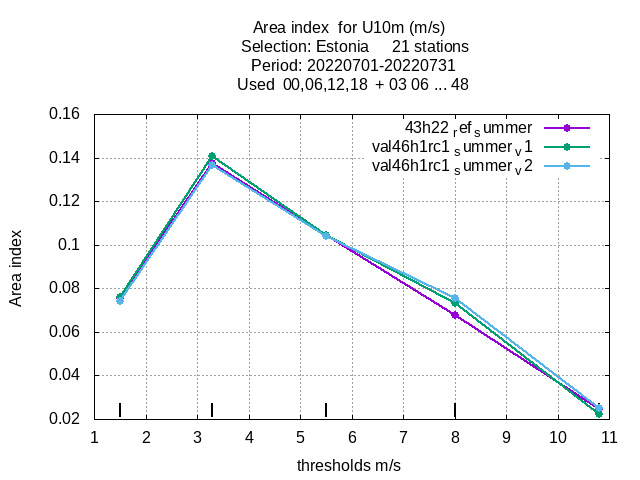 Area index  for U10m (m/s)
Selection: Estonia     21 stations
Period: 20220701-20220731
Used  00,06,12,18  + 03 06 ... 48
43h22 ref summer
val46h1rc1 summer v1
val46h1rc1 summer v2
0.16
0.14
0.12
0.1
0.08
0.06
0.04
0.02
Area index
1 2 3 4 5 6 7 8 9 10 11
thresholds m/s